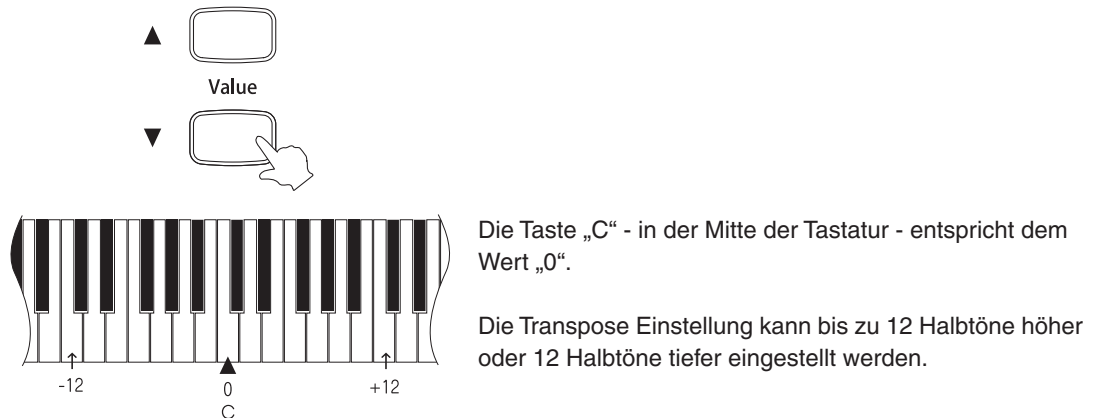 ▲
Value
▼
Die Taste „C“ - in der Mitte der Tastatur - entspricht dem
Wert „0“.
Die Transpose Einstellung kann bis zu 12 Halbtöne höher
oder 12 Halbtöne tiefer eingestellt werden.
-12 0 +12
C